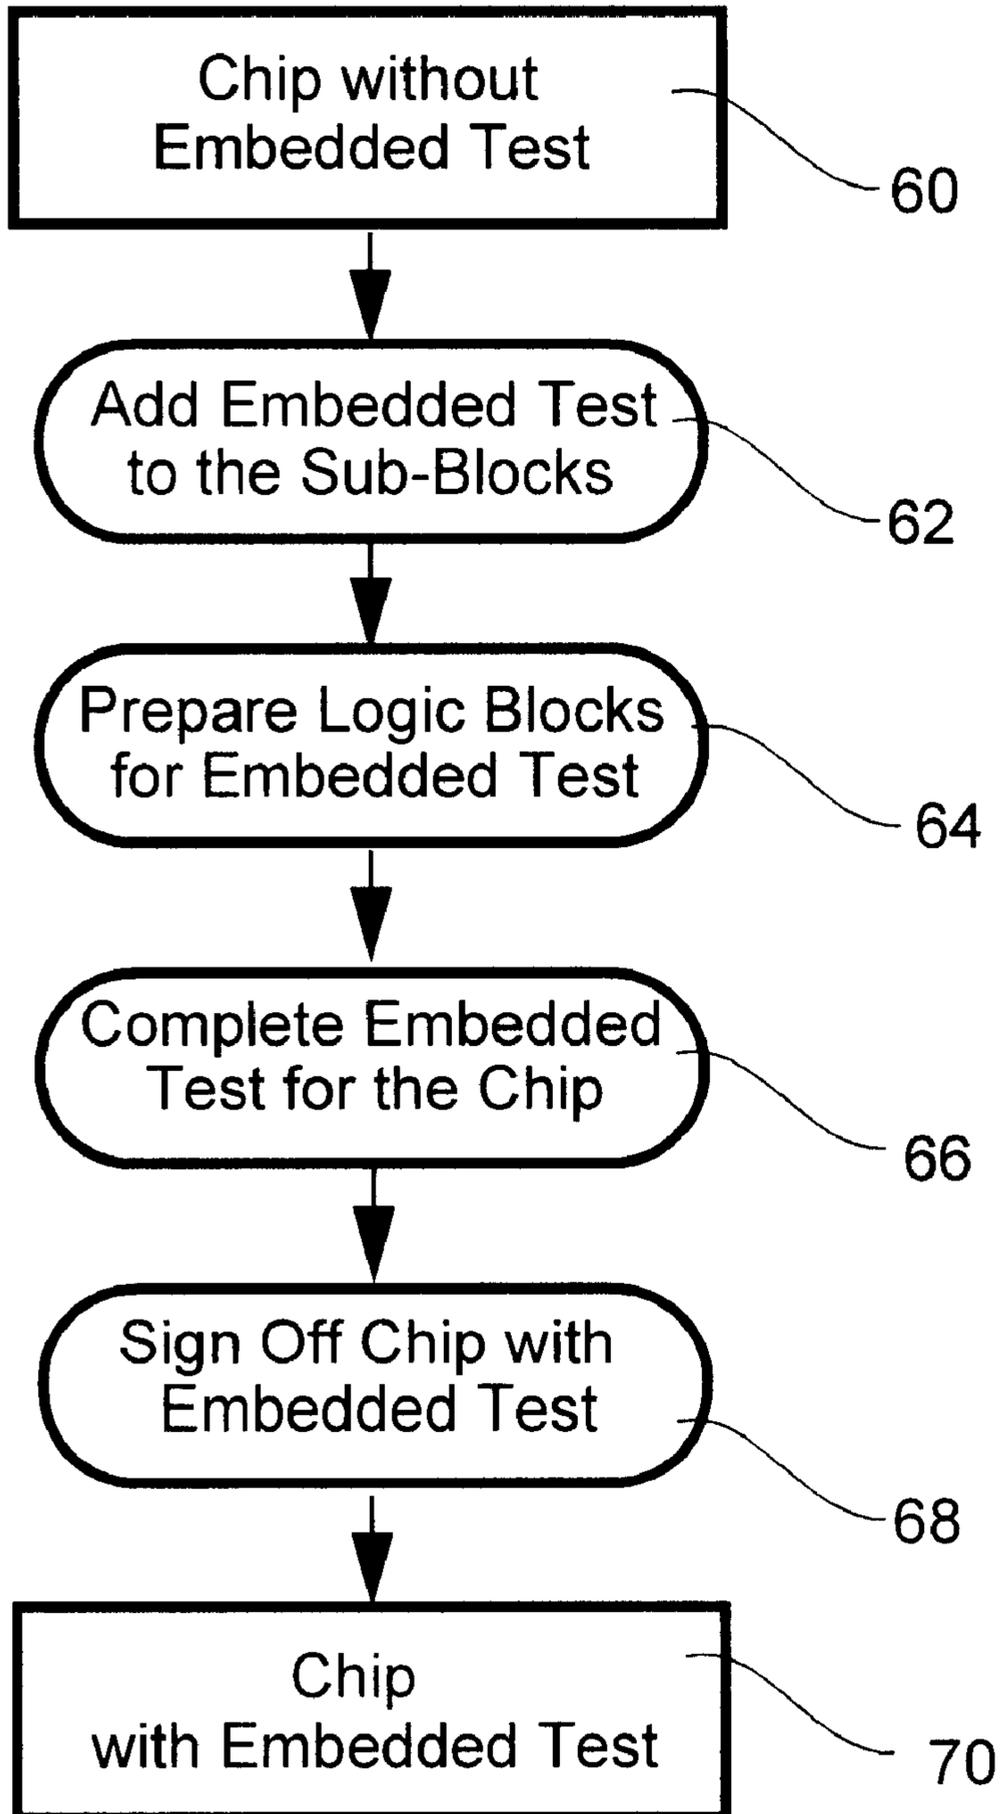 Chip without
Embedded Test
60
Add Embedded Test
to the Sub-Blocks
62
Prepare Logic Blocks
for Embedded Test
64
Complete Embedded
Test for the Chip
66
Sign Off Chip with
Embedded Test
68
Chip
with Embedded Test
70